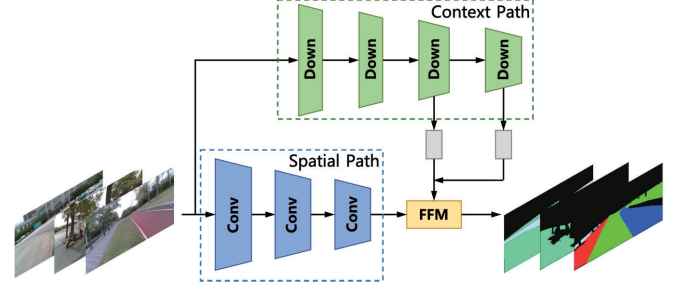 Context Path
Down
Down
Down
Down
Spatial Path
Conv
Conv
Conv
FFM